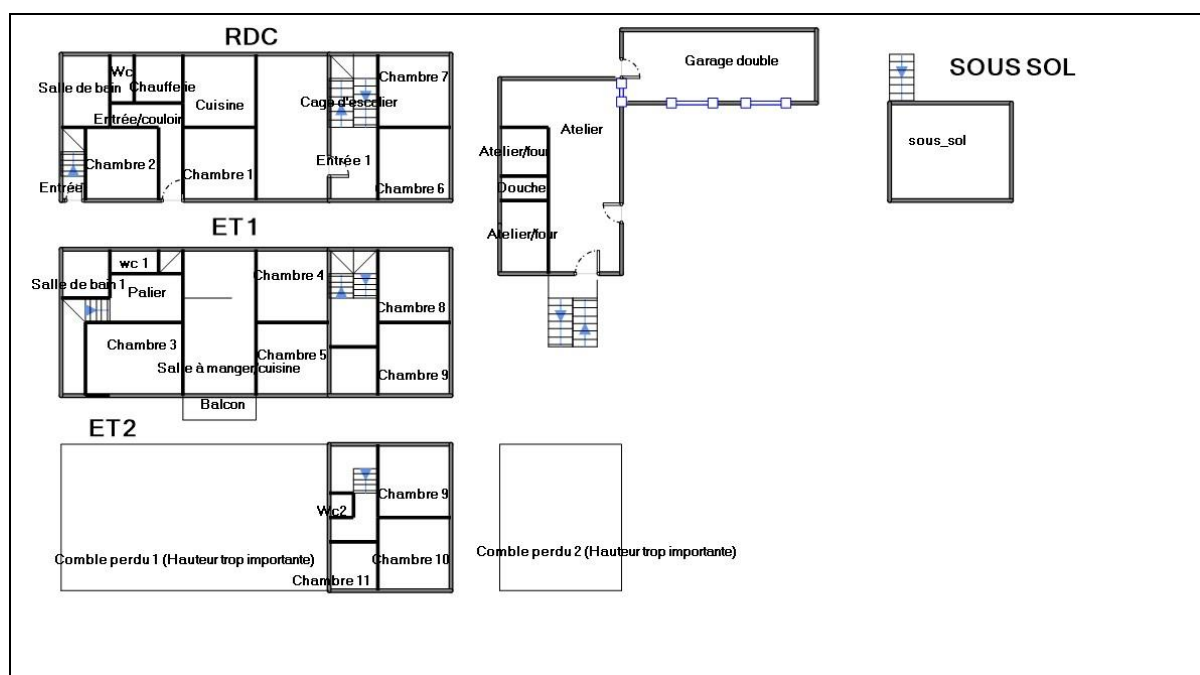 RDC
Wc
Salle de bain
Chaufferie
Cuisine
Cage d'escalier
Chambre 7
Entrée/couloir
Chambre 2
Chambre 1
Entrée 1
Entrée
Chambre 6
Garage double
Atelier
Atelier/four
Douche
Atelier/four
SOUS SOL
sous_sol
ET1
wc 1
Salle de bain 1
Palier
Chambre 4
Chambre 8
Chambre 3
Chambre 5
Salle à manger/cuisine
Chambre 9
Balcon
ET2
Chambre 9
Wc2
Comble perdu 1 (Hauteur trop importante)
Chambre 10
Chambre 11
Comble perdu 2 (Hauteur trop importante)